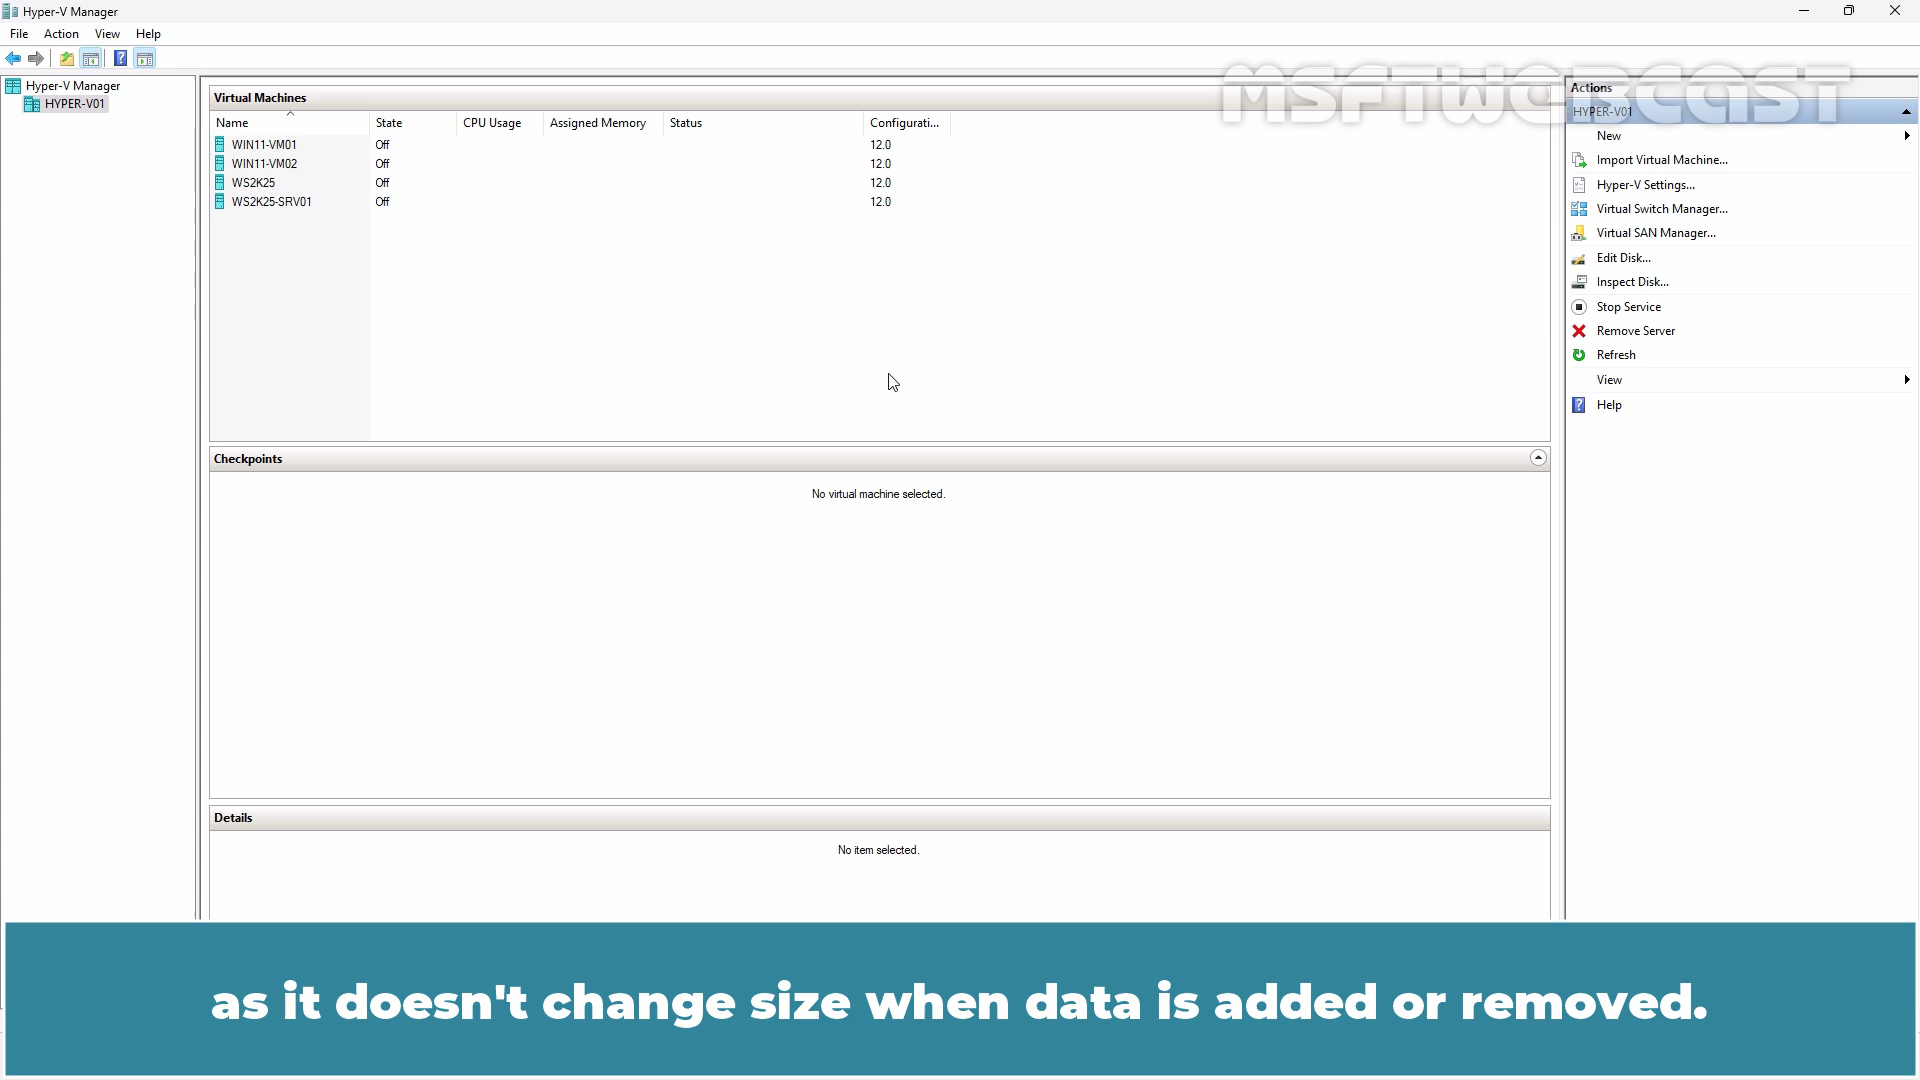 Hyper-V Manager
File Action View Help
Hyper-V Manager
HYPER-V01
Virtual Machines
Name State CPU Usage Assigned Memory Status Configurati...
WIN11-VM01 Off 12.0
WIN11-VM02 Off 12.0
WS2K25 Off 12.0
WS2K25-SRV01 Off 12.0
Checkpoints
No virtual machine selected.
Details
No item selected.
MSFTWEBCAST
Actions
HYPER-V01
New
Import Virtual Machine...
Hyper-V Settings...
Virtual Switch Manager...
Virtual SAN Manager...
Edit Disk...
Inspect Disk...
Stop Service
Remove Server
Refresh
View
Help
as it doesn't change size when data is added or removed.